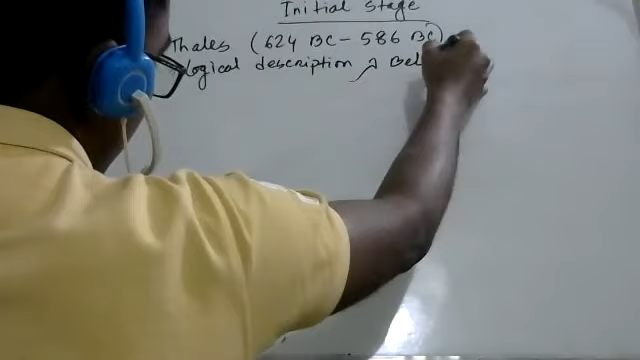 Initial stage
Thales (624 BC - 586 BC)
logical description